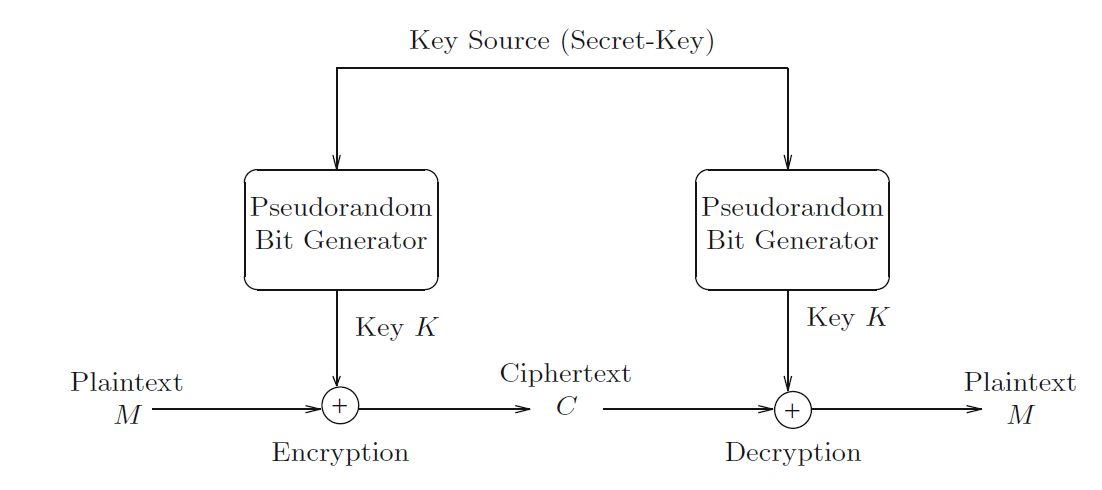 Key Source (Secret-Key)
Pseudorandom
Bit Generator
Pseudorandom
Bit Generator
Key K
Key K
Plaintext
M
+
Encryption
Ciphertext
C
+
Decryption
Plaintext
M